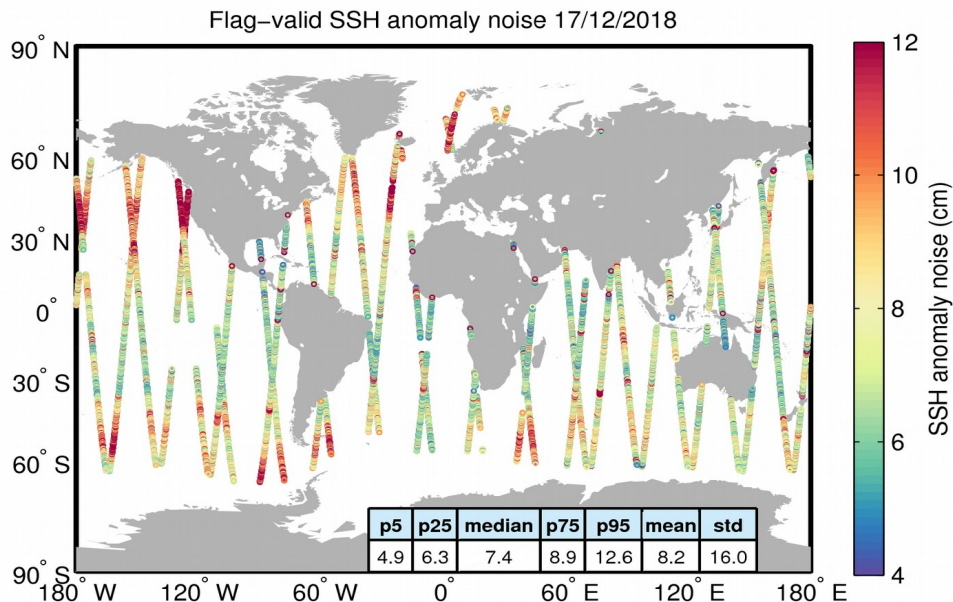 Flag−valid SSH anomaly noise 17/12/2018
90° N
60° N
30° N
0°
30° S
60° S
90° S
180° W
120° W
60° W
0°
60° E
120° E
180° E
p5 p25 median p75 p95 mean std
4.9 6.3 7.4 8.9 12.6 8.2 16.0
12
10
8
6
4
SSH anomaly noise (cm)